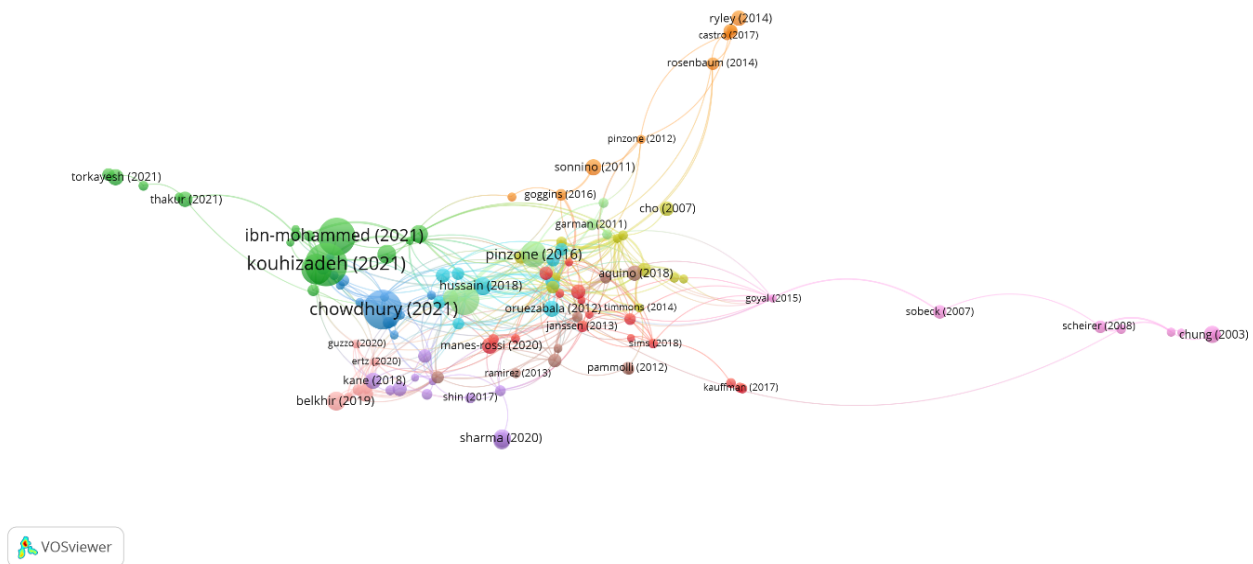 ryley (2014)
castro (2017)
rosenbaum (2014)
pinzone (2012)
sonnino (2011)
torkayesh (2021)
thakur (2021)
goggins (2016)
cho (2007)
garman (2011)
ibn-mohammed (2021)
pinzone (2016)
kouhizadeh (2021)
aquino (2018)
hussain (2018)
goyal (2015)
chowdhury (2021)
oruezabala (2012)
timmons (2014)
sobeck (2007)
janssen (2013)
scheirer (2008)
chung (2003)
guzzo (2020)
manes-rossi (2020)
sims (2018)
ertz (2020)
pammolli (2012)
ramirez (2013)
kane (2018)
kauffman (2017)
belkhir (2019)
shin (2017)
sharma (2020)
VOSviewer